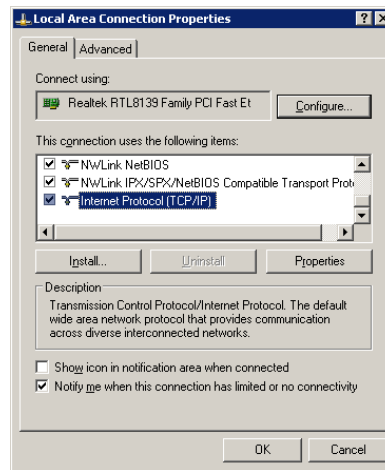 Local Area Connection Properties
General Advanced
Connect using:
Realtek RTL8139 Family PCI Fast Et
Configure...
This connection uses the following items:
NWLink NetBIOS
NWLink IPX/SPX/NetBIOS Compatible Transport Prot
Internet Protocol (TCP/IP)
Install... Uninstall Properties
Description
Transmission Control Protocol/Internet Protocol. The default
wide area network protocol that provides communication
across diverse interconnected networks.
Show icon in notification area when connected
Notify me when this connection has limited or no connectivity
OK Cancel